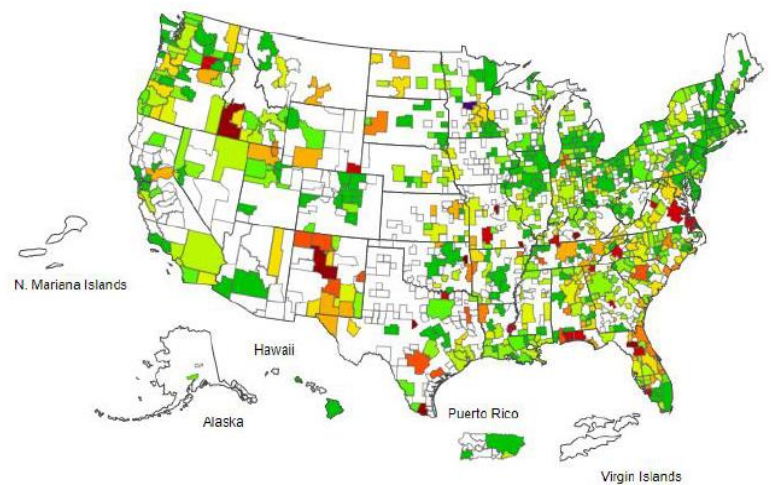 N. Mariana Islands
Hawaii
Alaska
Puerto Rico
Virgin Islands